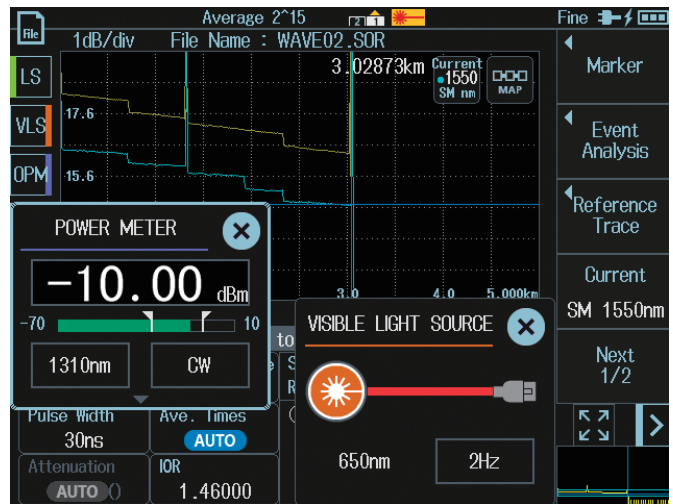 Average 2^15
2 1
Fine
File
1dB/div File Name : WAVE02.SOR
3.02873km
Current
1550
SM nm
MAP
LS
VLS
OPM
17.6
15.6
3.0 4.0 5.000km
POWER METER
-10.00 dBm
-70 10
1310nm
CW
to
VISIBLE LIGHT SOURCE
650nm
2Hz
Pulse Width
30ns
Ave. Times
AUTO
Attenuation
AUTO ()
IOR
1.46000
Marker
Event
Analysis
Reference
Trace
Current
SM 1550nm
Next
1/2